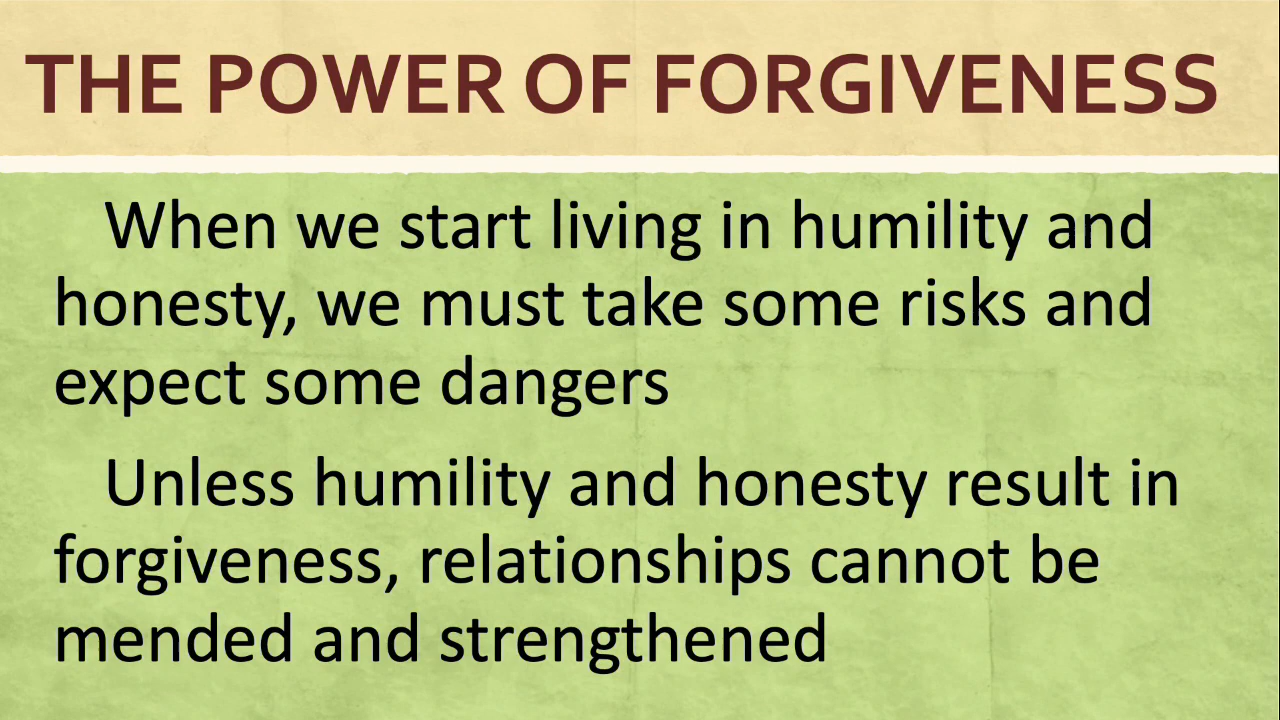 THE POWER OF FORGIVENESS
When we start living in humility and
honesty, we must take some risks and
expect some dangers
Unless humility and honesty result in
forgiveness, relationships cannot be
mended and strengthened